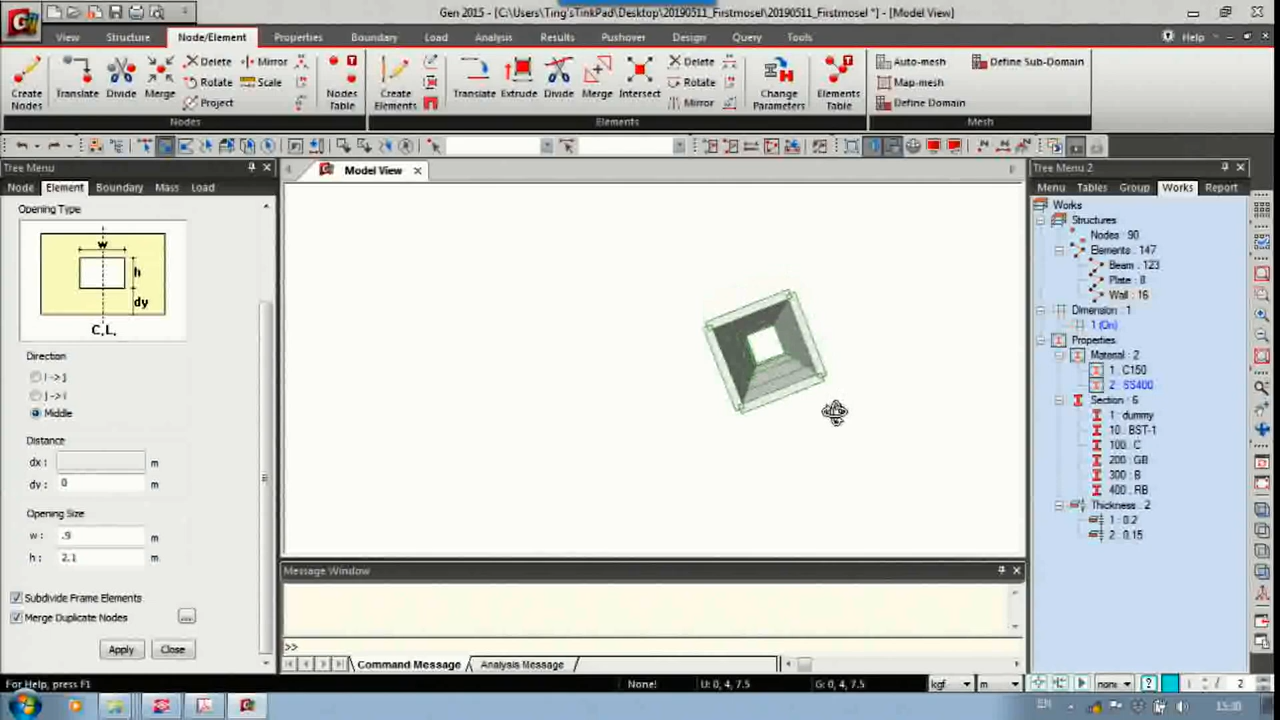 Gen 2015 - [C:\Users\Ting'sTinkPad\Desktop\20190511_Firstmosel\20190511_Firstmosel *] - [Model View]
View Structure Node/Element Properties Boundary Load Analysis Results Pushover Design Query Tools Help
Create Nodes Translate Divide Merge Delete Mirror Rotate Scale Project Nodes Table
Create Elements Translate Extrude Divide Merge Intersect Delete Rotate Mirror Change Parameters Elements Table
Auto-mesh Define Sub-Domain
Map-mesh
Define Domain
Nodes Elements Mesh
Tree Menu
Node Element Boundary Mass Load
Opening Type
w
h
dy
C.L.
Direction
i -> j
j -> i
Middle
Distance
dx : m
dy : 0 m
Opening Size
w : .9 m
h : 2.1 m
Subdivide Frame Elements
Merge Duplicate Nodes ...
Apply Close
Model View
Message Window
>>
Command Message Analysis Message
Tree Menu 2
Menu Tables Group Works Report
Works
Structures
Nodes : 90
Elements : 147
Beam : 123
Plate : 8
Wall : 16
Dimension : 1
1 (On)
Properties
Material : 2
1 : C150
2 : SS400
Section : 6
1 : dummy
10 : BST-1
100 : C
200 : GB
300 : B
400 : RB
Thickness : 2
1 : 0.2
2 : 0.15
For Help, press F1 None! U: 0, 4, 7.5 G: 0, 4, 7.5 kgf m none ? / 2
EN 15:30